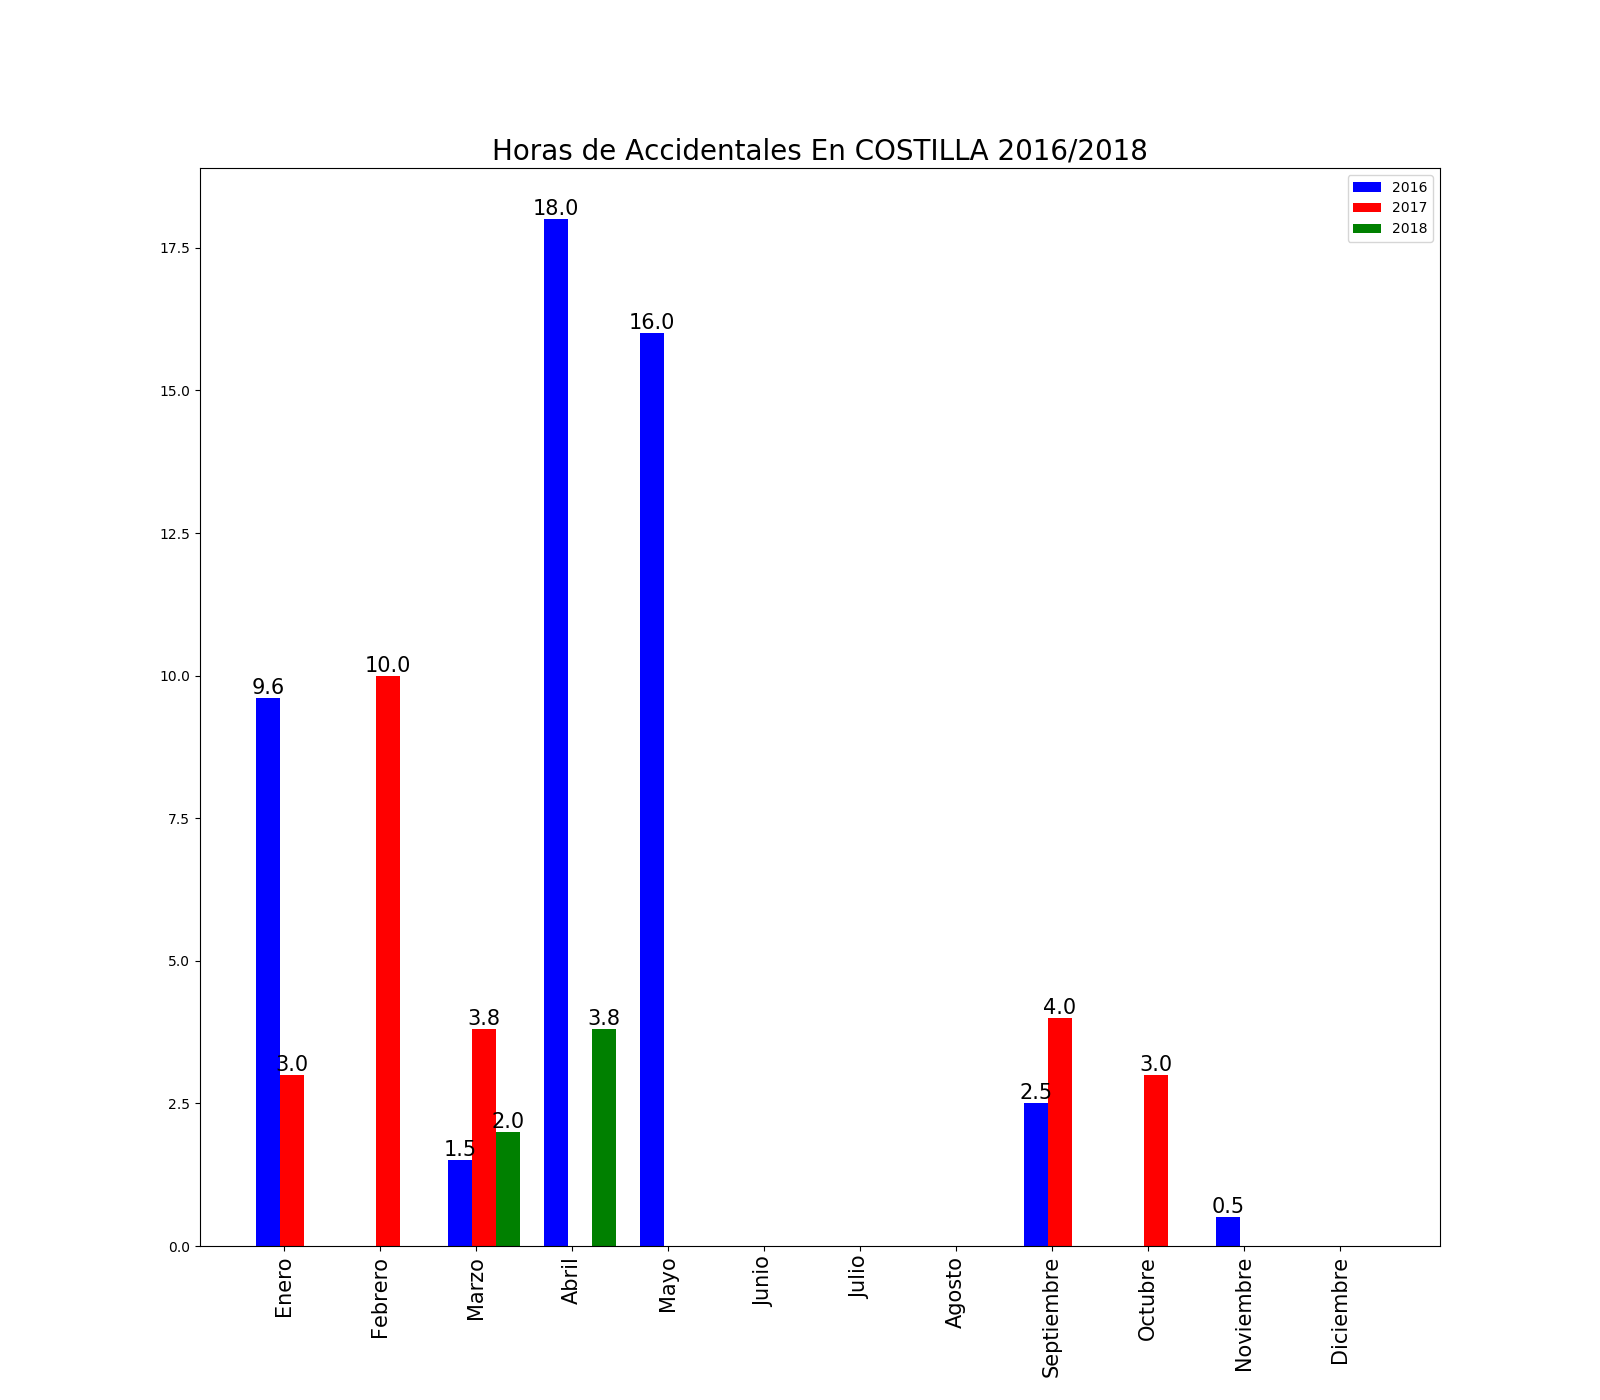 Horas de Accidentales En COSTILLA 2016/2018
2016
2017
2018
17.5
15.0
12.5
10.0
7.5
5.0
2.5
0.0
18.0
16.0
9.6
10.0
3.0
3.8
3.8
1.5
2.0
2.5
4.0
3.0
0.5
Enero
Febrero
Marzo
Abril
Mayo
Junio
Julio
Agosto
Septiembre
Octubre
Noviembre
Diciembre